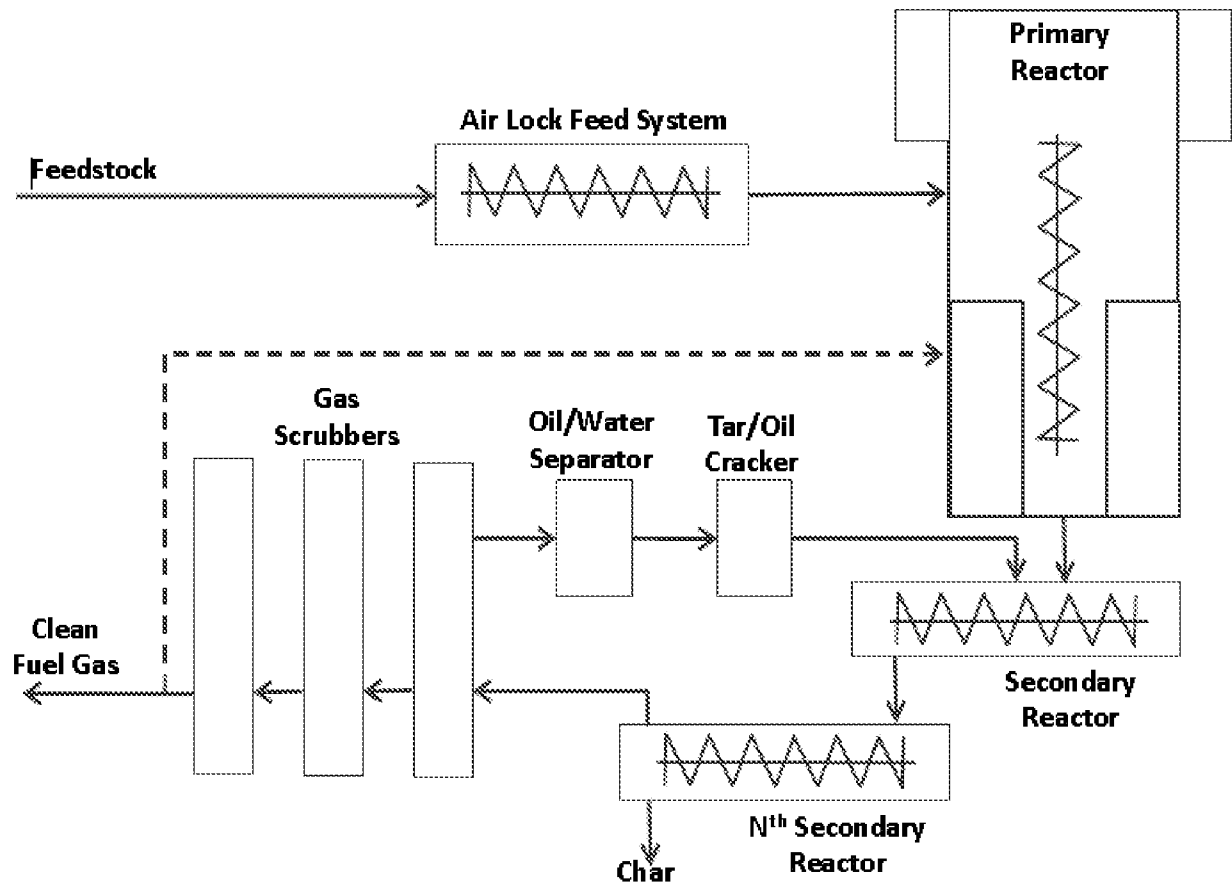 Primary
Reactor
Air Lock Feed System
Feedstock
Gas
Scrubbers
Oil/Water
Separator
Tar/Oil
Cracker
Clean
Fuel Gas
Secondary
Reactor
Nth Secondary
Reactor
Char